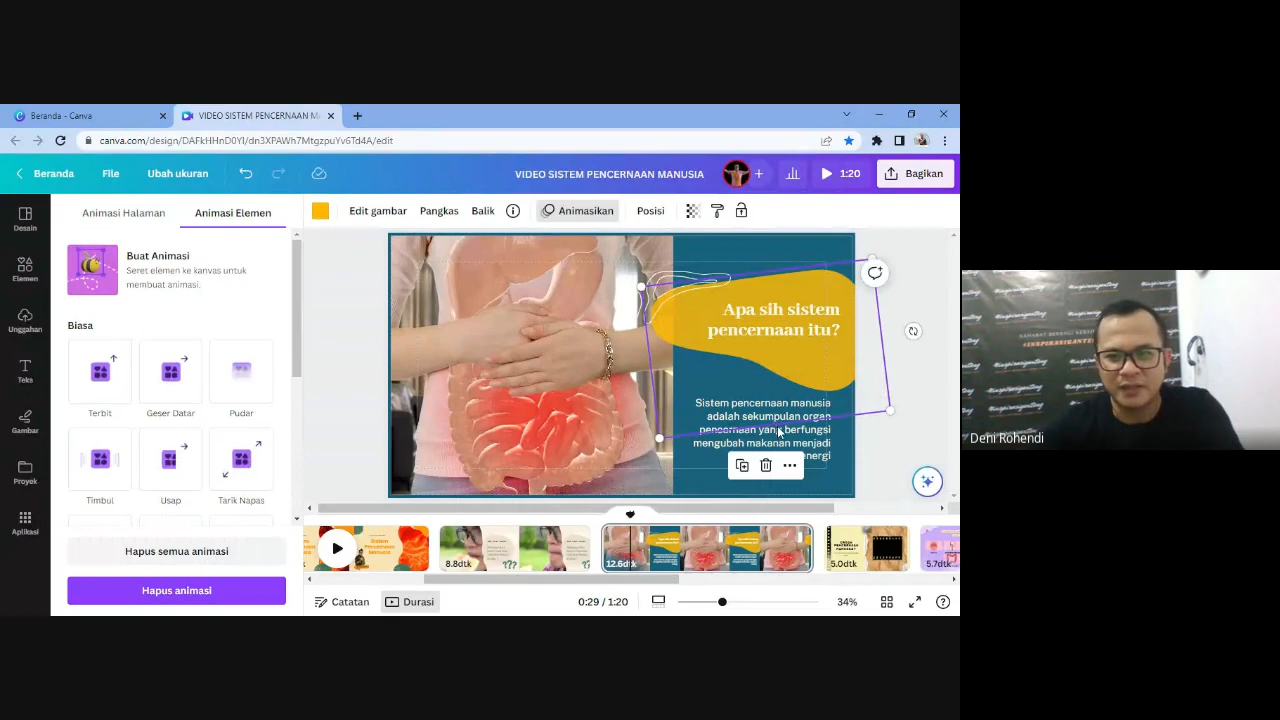 Beranda - Canva
VIDEO SISTEM PENCERNAAN M
canva.com/design/DAFkHHnD0YI/dn3XPAWh7MtgzpuYv6Td4A/edit
Beranda
File
Ubah ukuran
VIDEO SISTEM PENCERNAAN MANUSIA
1:20
Bagikan
Desain
Elemen
Unggahan
Teks
Gambar
Proyek
Aplikasi
Animasi Halaman
Animasi Elemen
Buat Animasi
Seret elemen ke kanvas untuk
membuat animasi.
Biasa
Terbit
Geser Datar
Pudar
Timbul
Usap
Tarik Napas
Hapus semua animasi
Hapus animasi
Edit gambar
Pangkas
Balik
Animasikan
Posisi
Apa sih sistem
pencernaan itu?
Sistem pencernaan manusia
adalah sekumpulan organ
pencernaan yang berfungsi
mengubah makanan menjadi
energi
Sistem
Pencernaan
Manusia
8.8dtk
???
12.6dtk
5.0dtk
5.7dtk
Catatan
Durasi
0:29 / 1:20
34%
Deni Rohendi